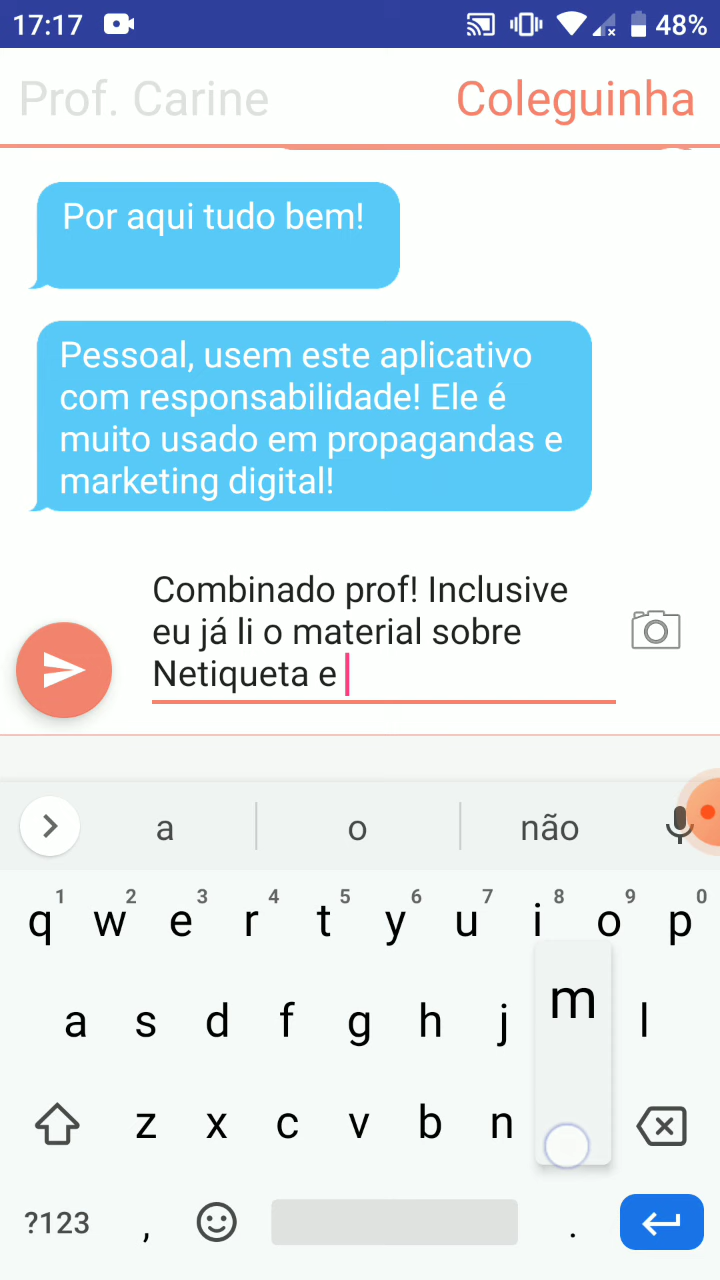 17:17 48%
Prof. Carine Coleguinha
Por aqui tudo bem!
Pessoal, usem este aplicativo
com responsabilidade! Ele é
muito usado em propagandas e
marketing digital!
Combinado prof! Inclusive
eu já li o material sobre
Netiqueta e
a o não
1 2 3 4 5 6 7 8 9 0
q w e r t y u i o p
a s d f g h j m l
z x c v b n
?123 , .